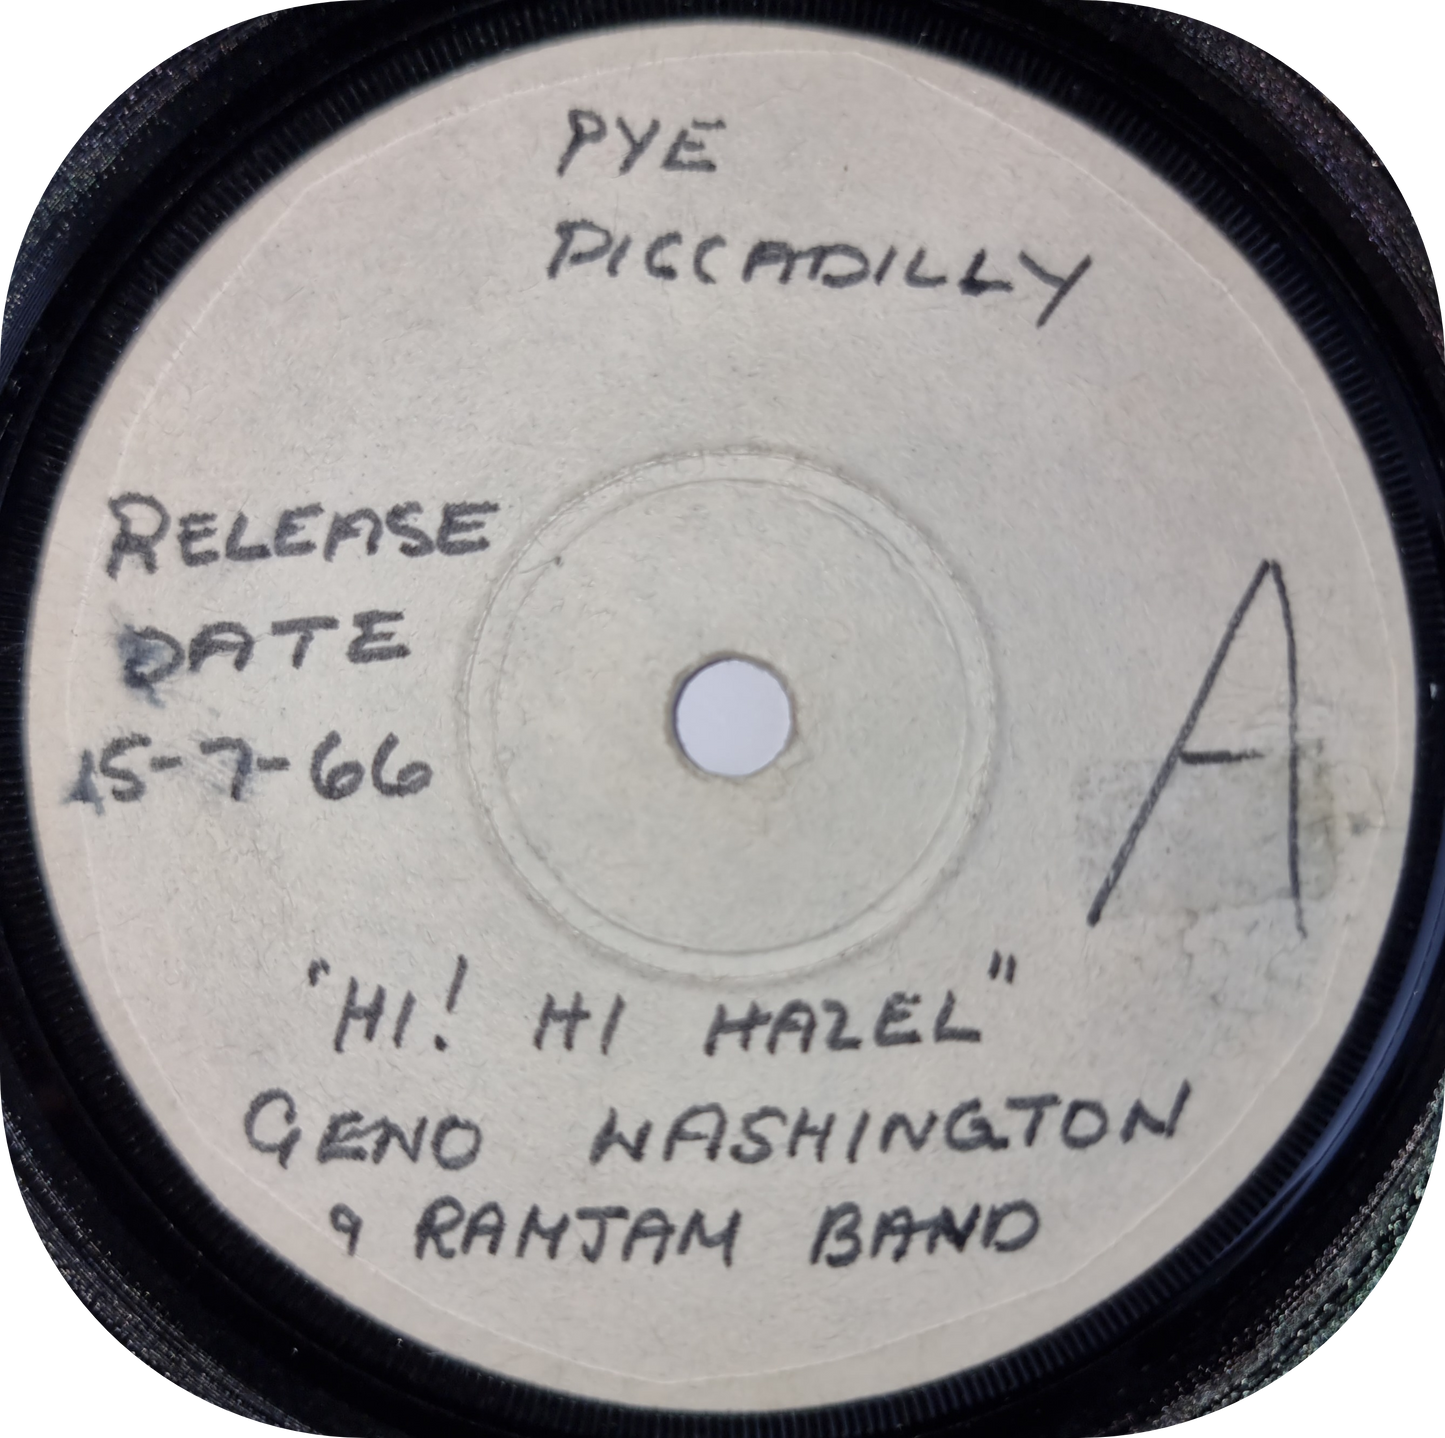 PYE
PICCADILLY
RELEASE
DATE
15-7-66
A
"HI! HI HAZEL"
GENO WASHINGTON
& RAMJAM BAND